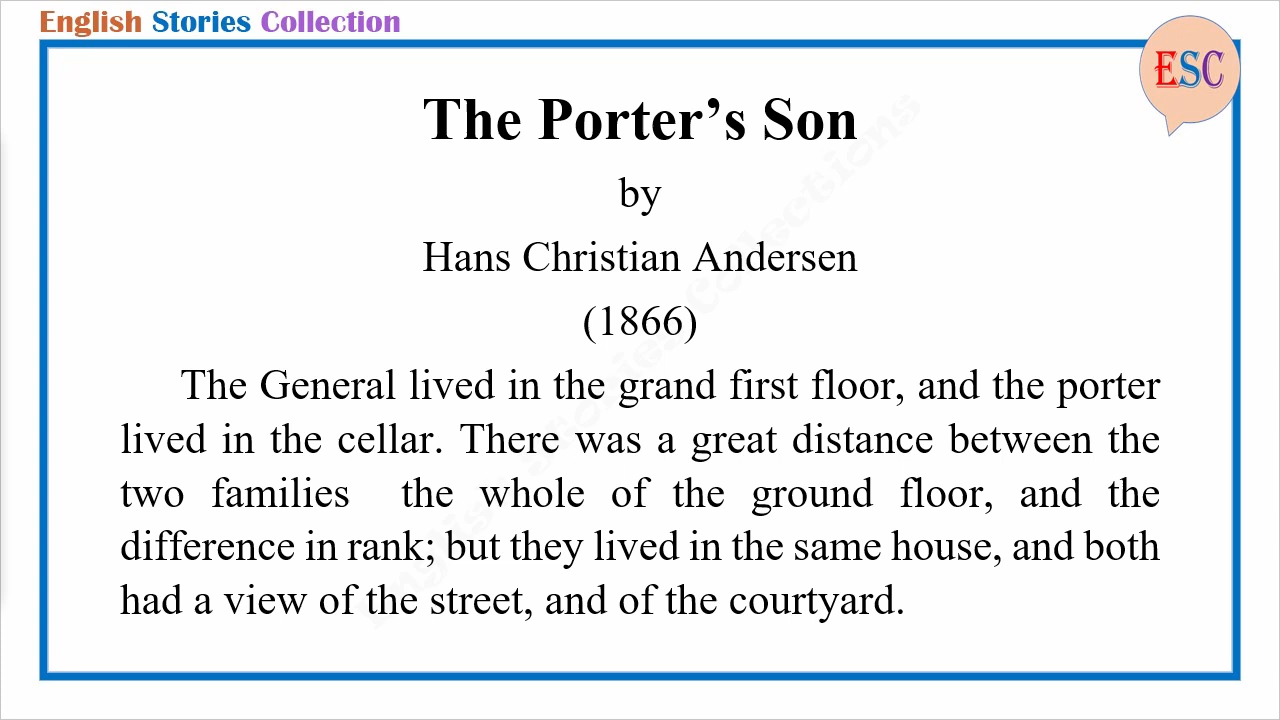 English Stories Collection
ESC
The Porter’s Son
by
Hans Christian Andersen
(1866)
The General lived in the grand first floor, and the porter
lived in the cellar. There was a great distance between the
two families  the whole of the ground floor, and the
difference in rank; but they lived in the same house, and both
had a view of the street, and of the courtyard.
English Stories Collections